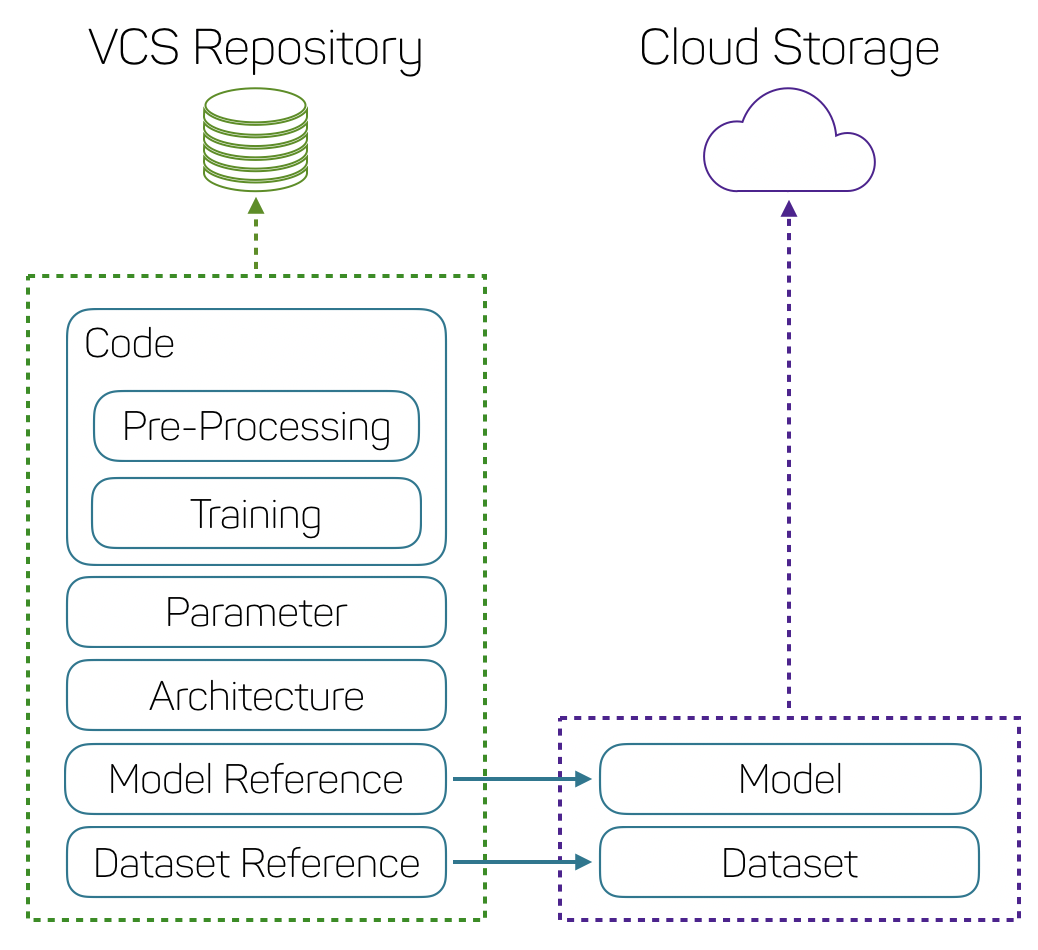 VCS Repository
Cloud Storage
Code
Pre-Processing
Training
Parameter
Architecture
Model Reference
Model
Dataset Reference
Dataset